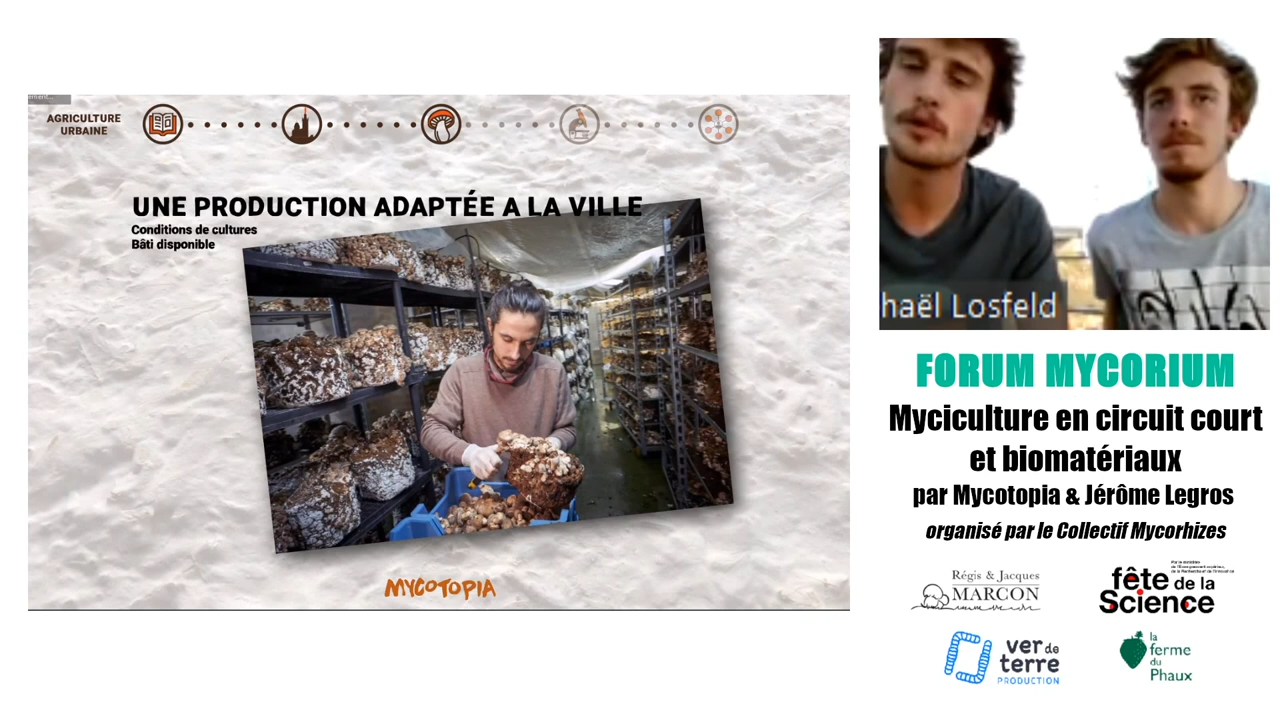 AGRICULTURE
URBAINE
UNE PRODUCTION ADAPTÉE A LA VILLE
Conditions de cultures
Bâti disponible
MYCOTOPIA
haël Losfeld
FORUM MYCORIUM
Myciculture en circuit court
et biomatériaux
par Mycotopia & Jérôme Legros
organisé par le Collectif Mycorhizes
Régis & Jacques
MARCON
fête de la
Science
ver de
terre
PRODUCTION
la
ferme
du
Phaux